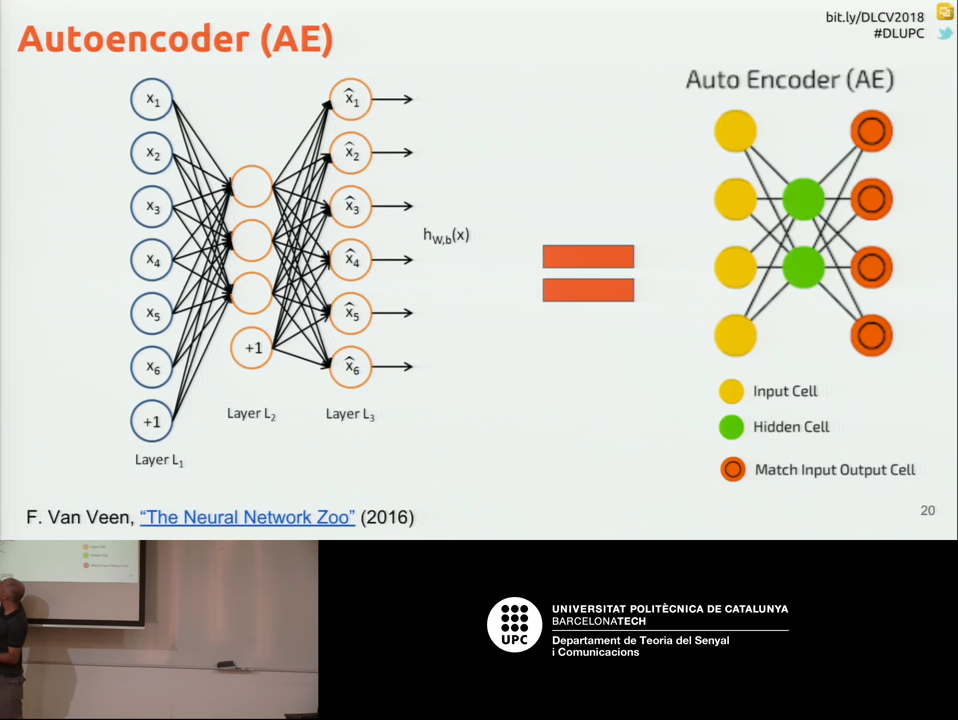 bit.ly/DLCV2018
#DLUPC
Autoencoder (AE)
x1
x2
x3
x4
x5
x6
+1
Layer L1
+1
Layer L2
x̂1
x̂2
x̂3
x̂4
x̂5
x̂6
Layer L3
hW,b(x)
Auto Encoder (AE)
Input Cell
Hidden Cell
Match Input Output Cell
F. Van Veen, “The Neural Network Zoo” (2016)
20
UPC
UNIVERSITAT POLITÈCNICA DE CATALUNYA
BARCELONATECH
Departament de Teoria del Senyal
i Comunicacions